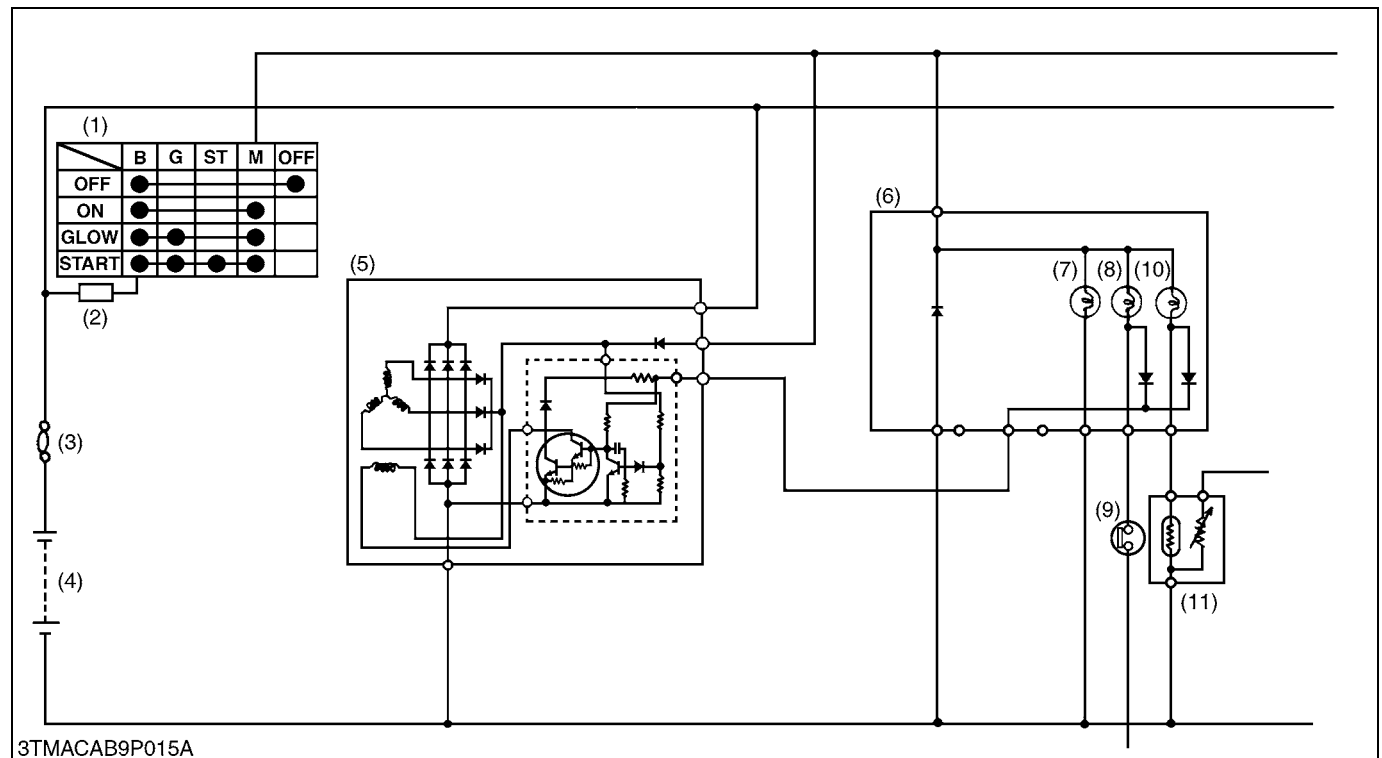 (1)
B G ST M OFF
OFF
ON
GLOW
START
(2)
(3)
(4)
(5)
(6)
(7) (8) (10)
(9)
(11)
3TMACAB9P015A